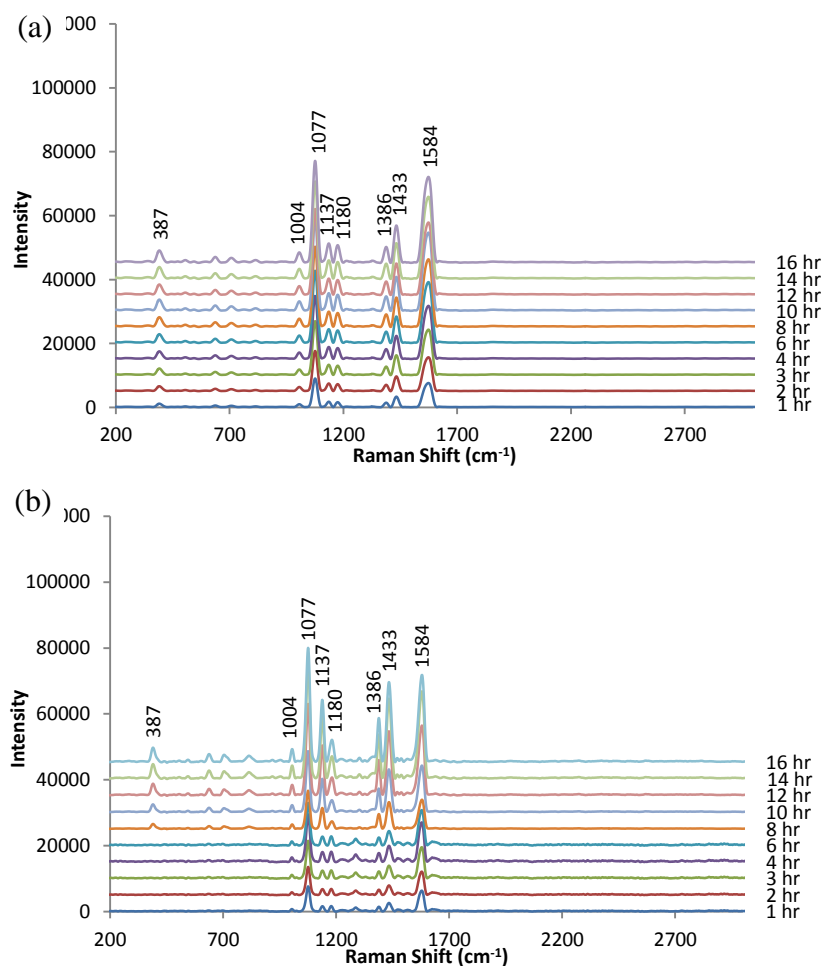 (a)
:000
100000
80000
60000
40000
20000
0
Intensity
387
1004
1077
1137
1180
1386
1433
1584
16 hr
14 hr
12 hr
10 hr
8 hr
6 hr
4 hr
3 hr
2 hr
1 hr
200 700 1200 1700 2200 2700
Raman Shift (cm-1)
(b)
:000
100000
80000
60000
40000
20000
0
Intensity
387
1004
1077
1137
1180
1386
1433
1584
16 hr
14 hr
12 hr
10 hr
8 hr
6 hr
4 hr
3 hr
2 hr
1 hr
200 700 1200 1700 2200 2700
Raman Shift (cm-1)